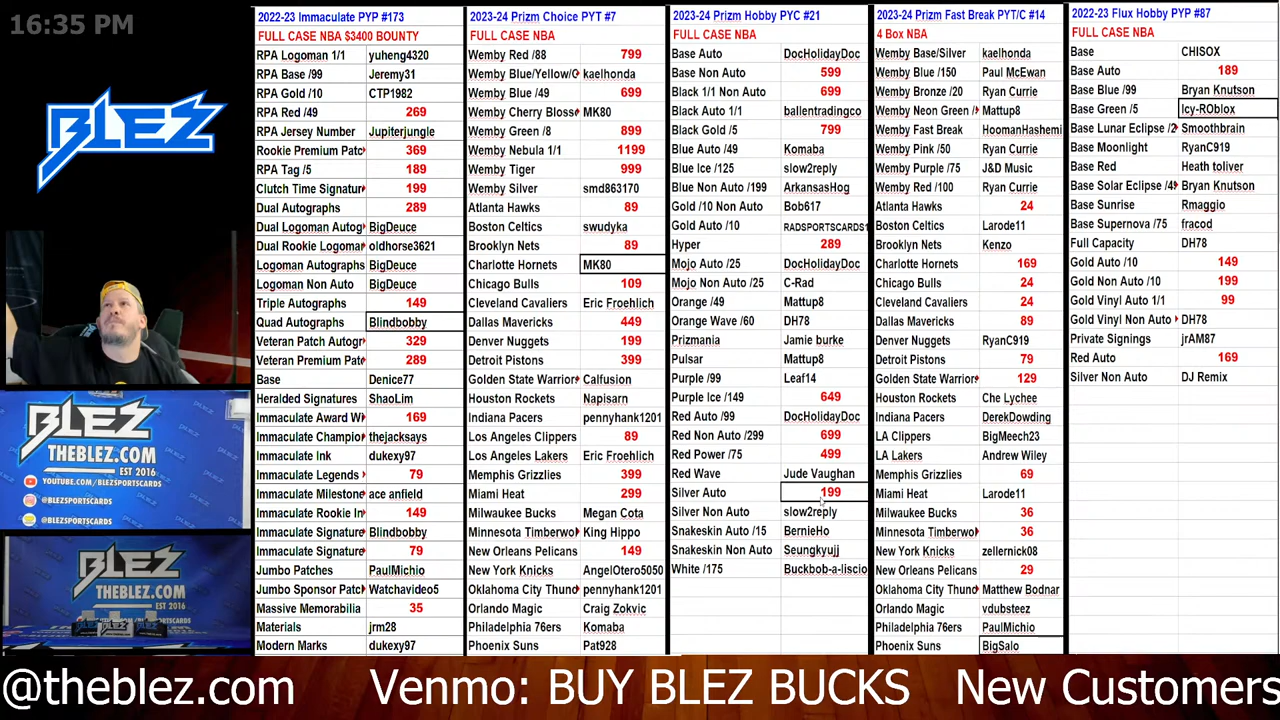 16:35 PM
BLEZ
BLEZ
THEBLEZ.COM
EST 2016
YOUTUBE.COM/BLEZSPORTSCARDS
@BLEZSPORTSCARDS
@BLEZSPORTSCARDS
BLEZ
THEBLEZ.COM
2022-23 Immaculate PYP #173
FULL CASE NBA $3400 BOUNTY
RPA Logoman 1/1 yuheng4320
RPA Base /99 Jeremy31
RPA Gold /10 CTP1982
RPA Red /49 269
RPA Jersey Number Jupiterjungle
Rookie Premium Patc 369
RPA Tag /5 189
Clutch Time Signatur 199
Dual Autographs 289
Dual Logoman Autog BigDeuce
Dual Rookie Logomar oldhorse3621
Logoman Autographs BigDeuce
Logoman Non Auto BigDeuce
Triple Autographs 149
Quad Autographs Blindbobby
Veteran Patch Autogr 329
Veteran Premium Pate 289
Base Denice77
Heralded Signatures ShaoLim
Immaculate Award W 169
Immaculate Champio thejacksays
Immaculate Ink dukexy97
Immaculate Legends 79
Immaculate Milestone ace anfield
Immaculate Rookie In 149
Immaculate Signature Blindbobby
Immaculate Signature 79
Jumbo Patches PaulMichio
Jumbo Sponsor Patc Watchavideo5
Massive Memorabilia 35
Materials jrm28
Modern Marks dukexy97
2023-24 Prizm Choice PYT #7
FULL CASE NBA
Wemby Red /88 799
Wemby Blue/Yellow/G kaelhonda
Wemby Blue /49 699
Wemby Cherry Bloss MK80
Wemby Green /8 899
Wemby Nebula 1/1 1199
Wemby Tiger 999
Wemby Silver smd863170
Atlanta Hawks 89
Boston Celtics swudyka
Brooklyn Nets 89
Charlotte Hornets MK80
Chicago Bulls 109
Cleveland Cavaliers Eric Froehlich
Dallas Mavericks 449
Denver Nuggets 199
Detroit Pistons 399
Golden State Warrior Calfusion
Houston Rockets Napisarn
Indiana Pacers pennyhank1201
Los Angeles Clippers 89
Los Angeles Lakers Eric Froehlich
Memphis Grizzlies 399
Miami Heat 299
Milwaukee Bucks Megan Cota
Minnesota Timberwo King Hippo
New Orleans Pelicans 149
New York Knicks AngelOtero5050
Oklahoma City Thun pennyhank1201
Orlando Magic Craig Zokvic
Philadelphia 76ers Komaba
Phoenix Suns Pat928
2023-24 Prizm Hobby PYC #21
FULL CASE NBA
Base Auto DocHolidayDoc
Base Non Auto 599
Black 1/1 Non Auto 699
Black Auto 1/1 ballentradingco
Black Gold /5 799
Blue Auto /49 Komaba
Blue Ice /125 slow2reply
Blue Non Auto /199 ArkansasHog
Gold /10 Non Auto Bob617
Gold Auto /10 RADSPORTSCARDS1
Hyper 289
Mojo Auto /25 DocHolidayDoc
Mojo Non Auto /25 C-Rad
Orange /49 Mattup8
Orange Wave /60 DH78
Prizmania Jamie burke
Pulsar Mattup8
Purple /99 Leaf14
Purple Ice /149 649
Red Auto /99 DocHolidayDoc
Red Non Auto /299 699
Red Power /75 499
Red Wave Jude Vaughan
Silver Auto 199
Silver Non Auto slow2reply
Snakeskin Auto /15 BernieHo
Snakeskin Non Auto Seungkyujj
White /175 Buckbob-a-liscio
2023-24 Prizm Fast Break PYT/C #14
4 Box NBA
Wemby Base/Silver kaelhonda
Wemby Blue /150 Paul McEwan
Wemby Bronze /20 Ryan Currie
Wemby Neon Green / Mattup8
Wemby Fast Break HoomanHashemi
Wemby Pink /50 Ryan Currie
Wemby Purple /75 J&D Music
Wemby Red /100 Ryan Currie
Atlanta Hawks 24
Boston Celtics Larode11
Brooklyn Nets Kenzo
Charlotte Hornets 169
Chicago Bulls 24
Cleveland Cavaliers 24
Dallas Mavericks 89
Denver Nuggets RyanC919
Detroit Pistons 79
Golden State Warrior 129
Houston Rockets Che Lychee
Indiana Pacers DerekDowding
LA Clippers BigMeech23
LA Lakers Andrew Wiley
Memphis Grizzlies 69
Miami Heat Larode11
Milwaukee Bucks 36
Minnesota Timberwo 36
New York Knicks zellernick08
New Orleans Pelicans 29
Oklahoma City Thun Matthew Bodnar
Orlando Magic vdubsteez
Philadelphia 76ers PaulMichio
Phoenix Suns BigSalo
2022-23 Flux Hobby PYP #87
FULL CASE NBA
Base CHISOX
Base Auto 189
Base Blue /99 Bryan Knutson
Base Green /5 Icy-ROblox
Base Lunar Eclipse /2 Smoothbrain
Base Moonlight RyanC919
Base Red Heath toliver
Base Solar Eclipse /4 Bryan Knutson
Base Sunrise Rmaggio
Base Supernova /75 fracod
Full Capacity DH78
Gold Auto /10 149
Gold Non Auto /10 199
Gold Vinyl Auto 1/1 99
Gold Vinyl Non Auto DH78
Private Signings jrAM87
Red Auto 169
Silver Non Auto DJ Remix
@theblez.com Venmo: BUY BLEZ BUCKS New Customers